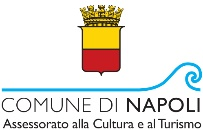 COMUNE DI NAPOLI
Assessorato alla Cultura e al Turismo